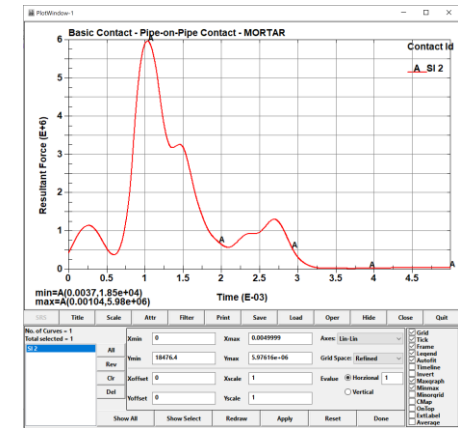 PlotWindow-1
Basic Contact - Pipe-on-Pipe Contact - MORTAR
Contact Id
A SI 2
Resultant Force (E+6)
6
5
4
3
2
1
0
A
A
A
A
A
0 0.5 1 1.5 2 2.5 3 3.5 4 4.5
min=A(0.0037,1.85e+04)
max=A(0.00104,5.98e+06)
Time (E-03)
SBS Title Scale Attr Filter Print Save Load Oper Hide Close Quit
No. of Curves = 1
Total selected = 1
SI 2
All
Rev
Clr
Del
Xmin 0 Xmax 0.0049999 Axes: Lin-Lin
Ymin 18476.4 Ymax 5.97616e+06 Grid Space: Refined
Xoffset 0 Xscale 1 Evalue Horzional 1
Yoffset 0 Yscale 1 Vertical
Show All Show Select Redraw Apply Reset Done
Grid
Tick
Frame
Legend
Autofit
Timeline
Invert
Maxgraph
Minmax
Minorgrid
CMap
OnTop
ExtLabel
Average